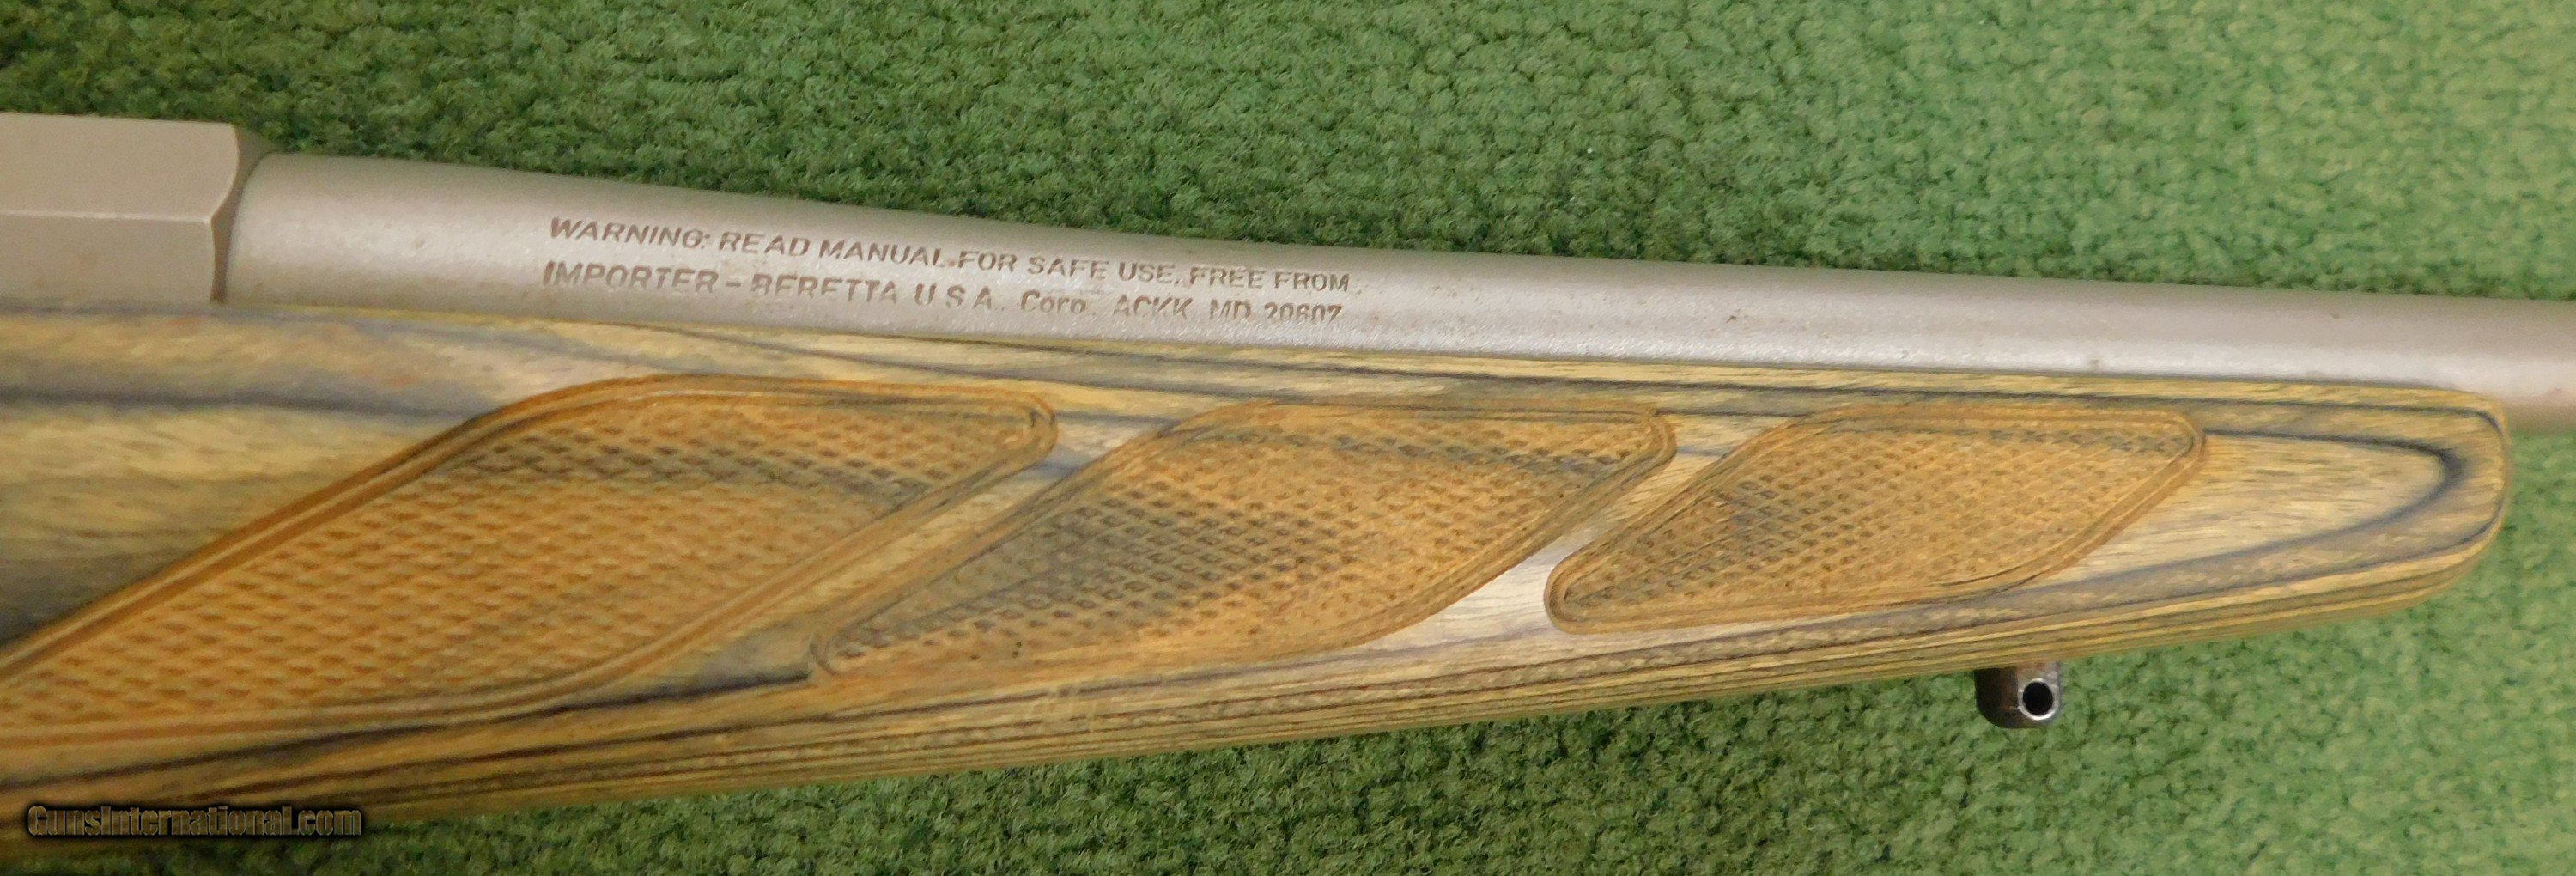 WARNING: READ MANUAL FOR SAFE USE, FREE FROM
IMPORTER - BERETTA U.S.A. Corp. ACKK, MD 20607
GunsInternational.com